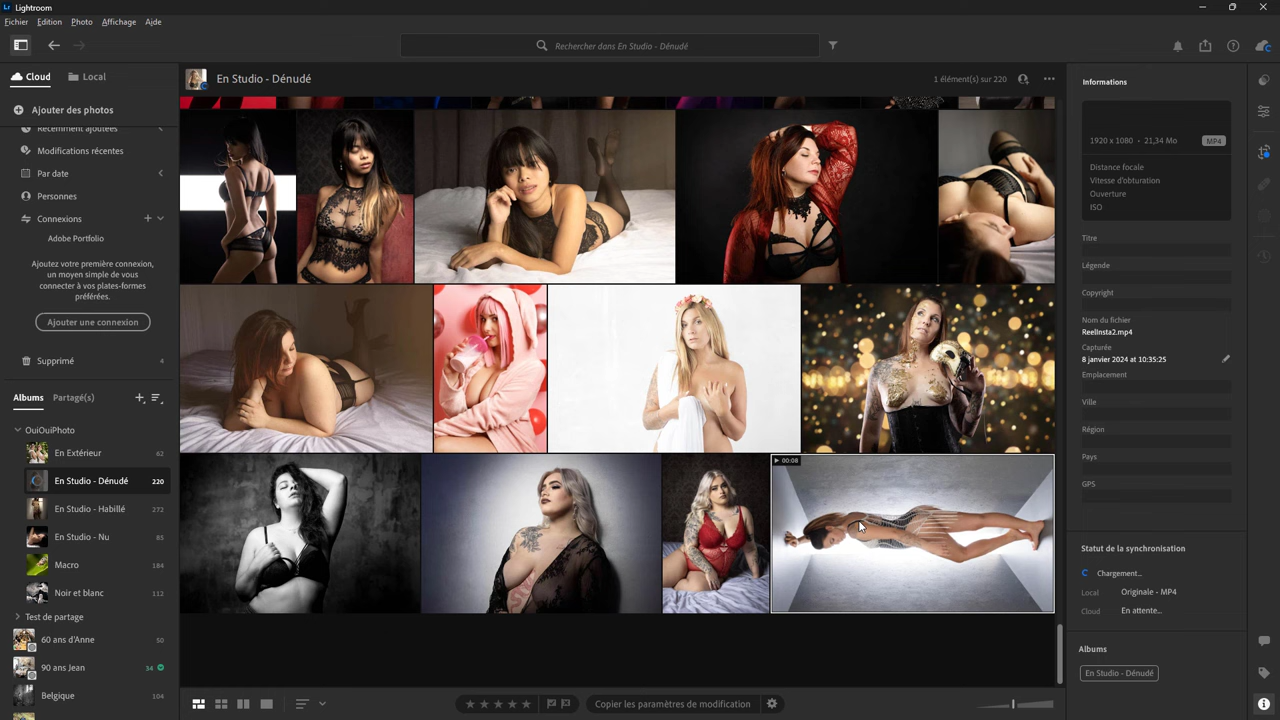 Lightroom
Fichier Edition Photo Affichage Aide
Rechercher dans En Studio - Dénudé
Cloud Local
Ajouter des photos
Récemment ajoutées
Modifications récentes
Par date
Personnes
Connexions
Adobe Portfolio
Ajoutez votre première connexion,
un moyen simple de vous
connecter à vos plates-formes
préférées.
Ajouter une connexion
Supprimé 4
Albums Partagé(s)
OuiOuiPhoto
En Extérieur 62
En Studio - Dénudé 220
En Studio - Habillé 272
En Studio - Nu 85
Macro 184
Noir et blanc 112
Test de partage
60 ans d'Anne 50
90 ans Jean 34
Belgique 104
En Studio - Dénudé
1 élément(s) sur 220
00:08
Copier les paramètres de modification
Informations
1920 x 1080 • 21,34 Mo MP4
Distance focale
Vitesse d'obturation
Ouverture
ISO
Titre
Légende
Copyright
Nom du fichier
ReelInsta2.mp4
Capturée
8 janvier 2024 at 10:35:25
Emplacement
Ville
Région
Pays
GPS
Statut de la synchronisation
Chargement...
Local Originale - MP4
Cloud En attente...
Albums
En Studio - Dénudé